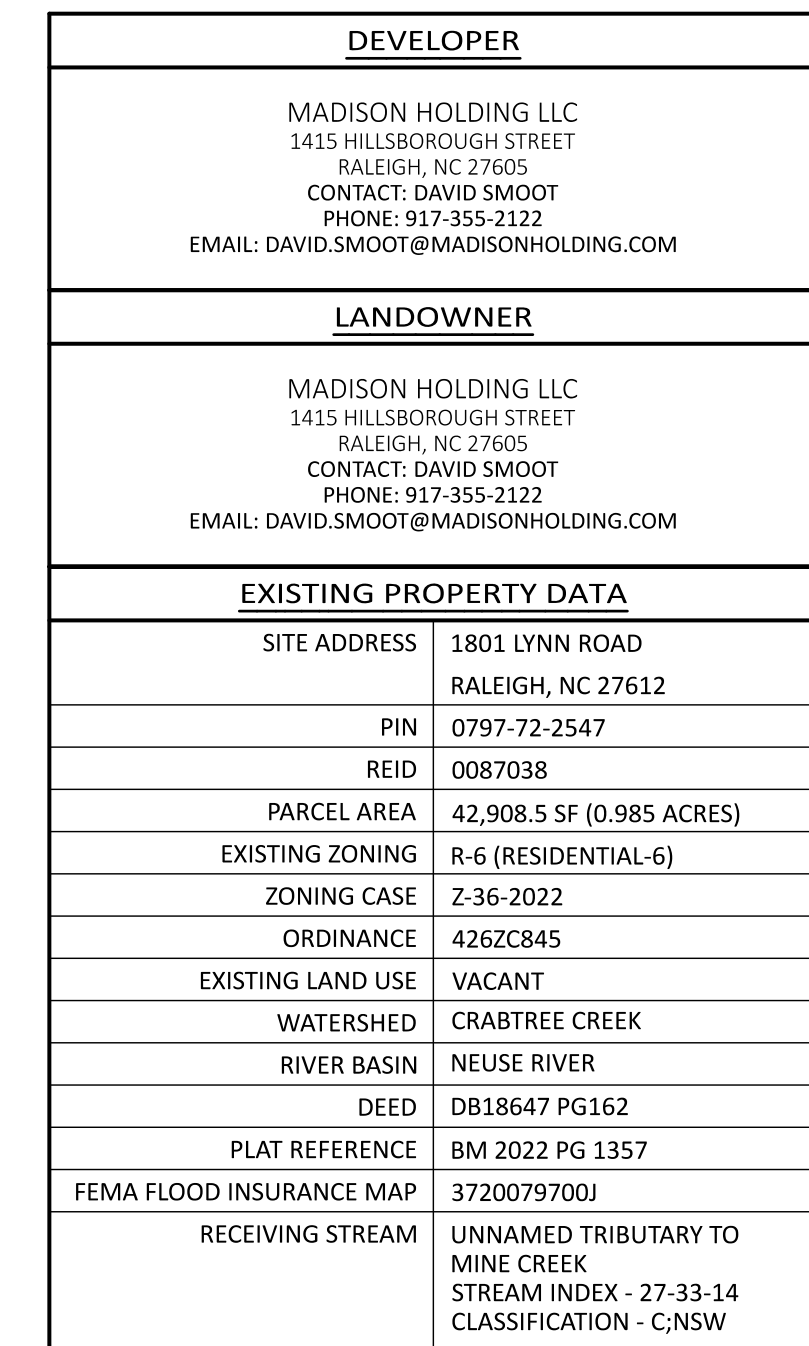 DEVELOPER
MADISON HOLDING LLC
1415 HILLSBOROUGH STREET
RALEIGH, NC 27605
CONTACT: DAVID SMOOT
PHONE: 917-355-2122
EMAIL: DAVID.SMOOT@MADISONHOLDING.COM
LANDOWNER
MADISON HOLDING LLC
1415 HILLSBOROUGH STREET
RALEIGH, NC 27605
CONTACT: DAVID SMOOT
PHONE: 917-355-2122
EMAIL: DAVID.SMOOT@MADISONHOLDING.COM
EXISTING PROPERTY DATA
SITE ADDRESS 1801 LYNN ROAD
RALEIGH, NC 27612
PIN 0797-72-2547
REID 0087038
PARCEL AREA 42,908.5 SF (0.985 ACRES)
EXISTING ZONING R-6 (RESIDENTIAL-6)
ZONING CASE Z-36-2022
ORDINANCE 426ZC845
EXISTING LAND USE VACANT
WATERSHED CRABTREE CREEK
RIVER BASIN NEUSE RIVER
DEED DB18647 PG162
PLAT REFERENCE BM 2022 PG 1357
FEMA FLOOD INSURANCE MAP 3720079700J
RECEIVING STREAM UNNAMED TRIBUTARY TO
MINE CREEK
STREAM INDEX - 27-33-14
CLASSIFICATION - C;NSW